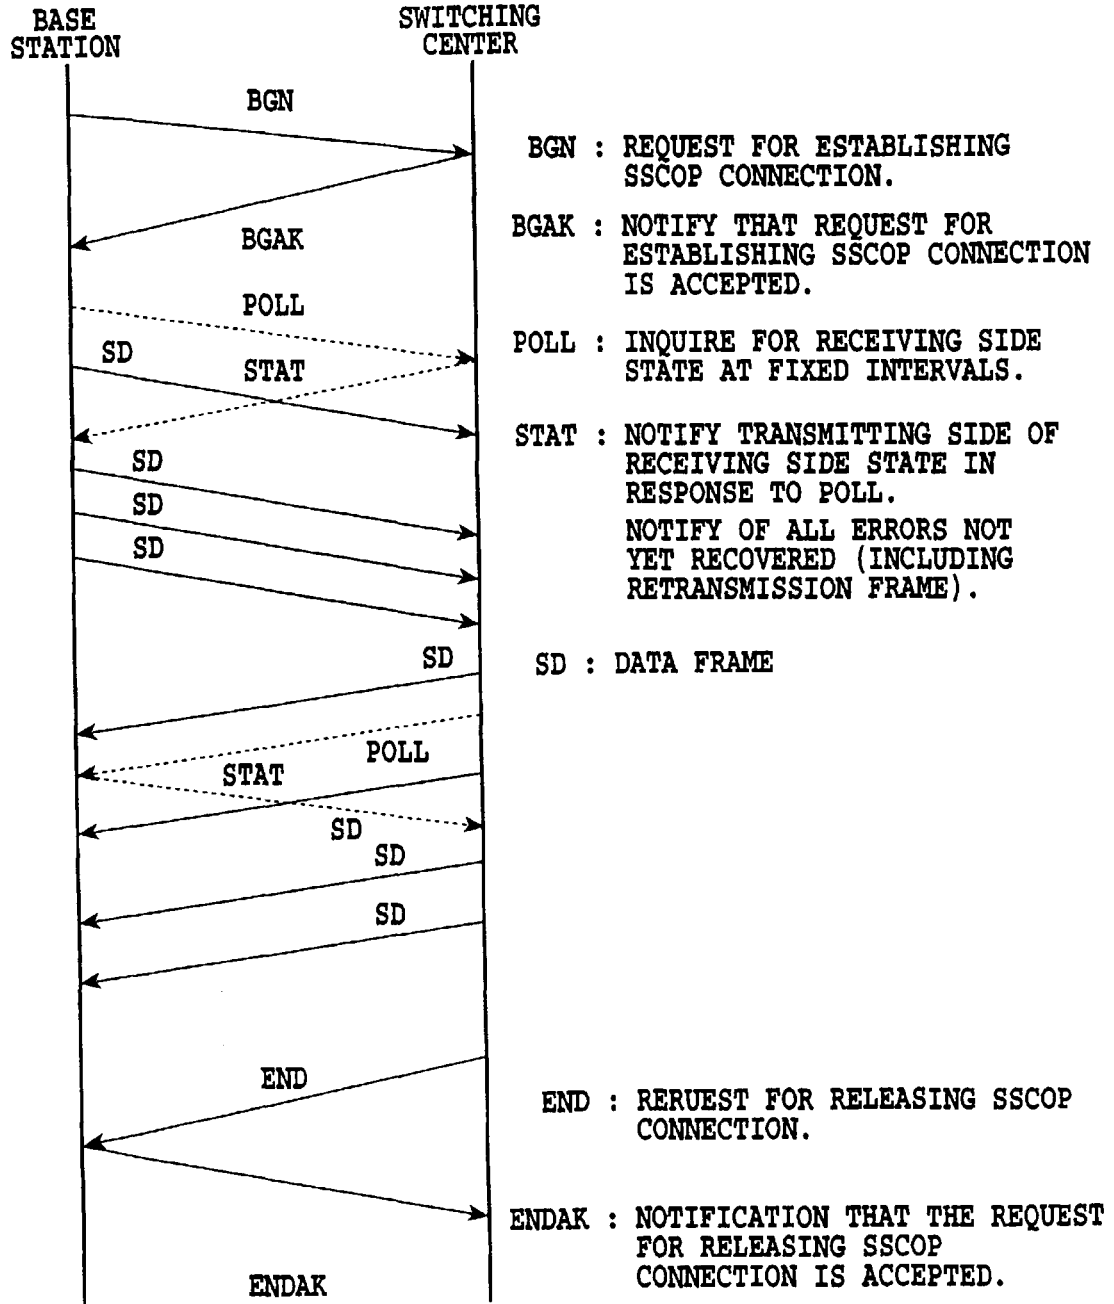 BASE
STATION
SWITCHING
CENTER
BGN
BGN : REQUEST FOR ESTABLISHING
SSCOP CONNECTION.
BGAK
BGAK : NOTIFY THAT REQUEST FOR
ESTABLISHING SSCOP CONNECTION
IS ACCEPTED.
POLL
SD
STAT
POLL : INQUIRE FOR RECEIVING SIDE
STATE AT FIXED INTERVALS.
STAT : NOTIFY TRANSMITTING SIDE OF
RECEIVING SIDE STATE IN
RESPONSE TO POLL.
NOTIFY OF ALL ERRORS NOT
YET RECOVERED (INCLUDING
RETRANSMISSION FRAME).
SD
SD
SD
SD
SD : DATA FRAME
POLL
STAT
SD
SD
SD
END
END : RERUEST FOR RELEASING SSCOP
CONNECTION.
ENDAK : NOTIFICATION THAT THE REQUEST
FOR RELEASING SSCOP
CONNECTION IS ACCEPTED.
ENDAK